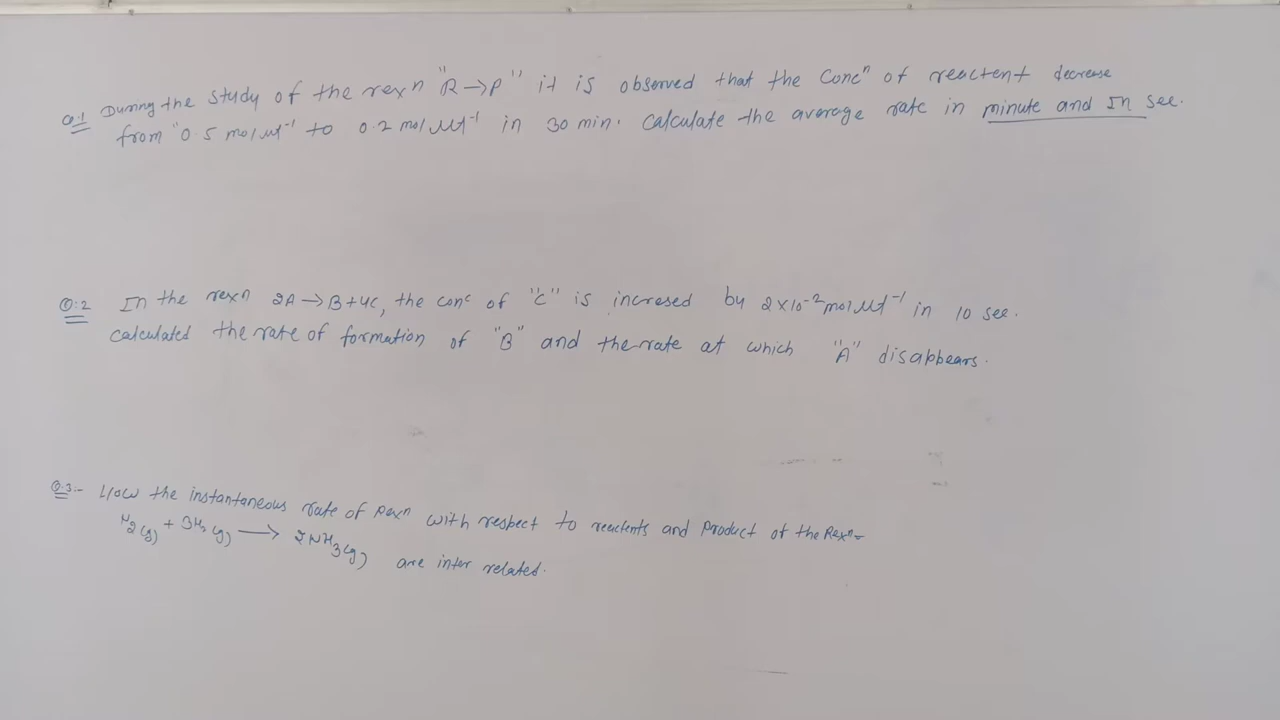 Q.1 During the study of the rexn "R→P" it is observed that the concⁿ of reactent decrease
from "0.5 mol lit⁻¹ to 0.2 mol lit⁻¹ in 30 min. calculate the average rate in minute and In sec.
Q.2 In the rexn 2A→B+4C, the conc of "C" is incresed by 2×10⁻² mol lit⁻¹ in 10 sec.
calculated the rate of formation of "B" and the rate at which "A" disappears.
Q.3:- How the instantaneous rate of Rexⁿ with respect to reactents and Product of the Rexⁿ=
N₂(g) + 3H₂(g) → 2NH₃(g) are inter related.